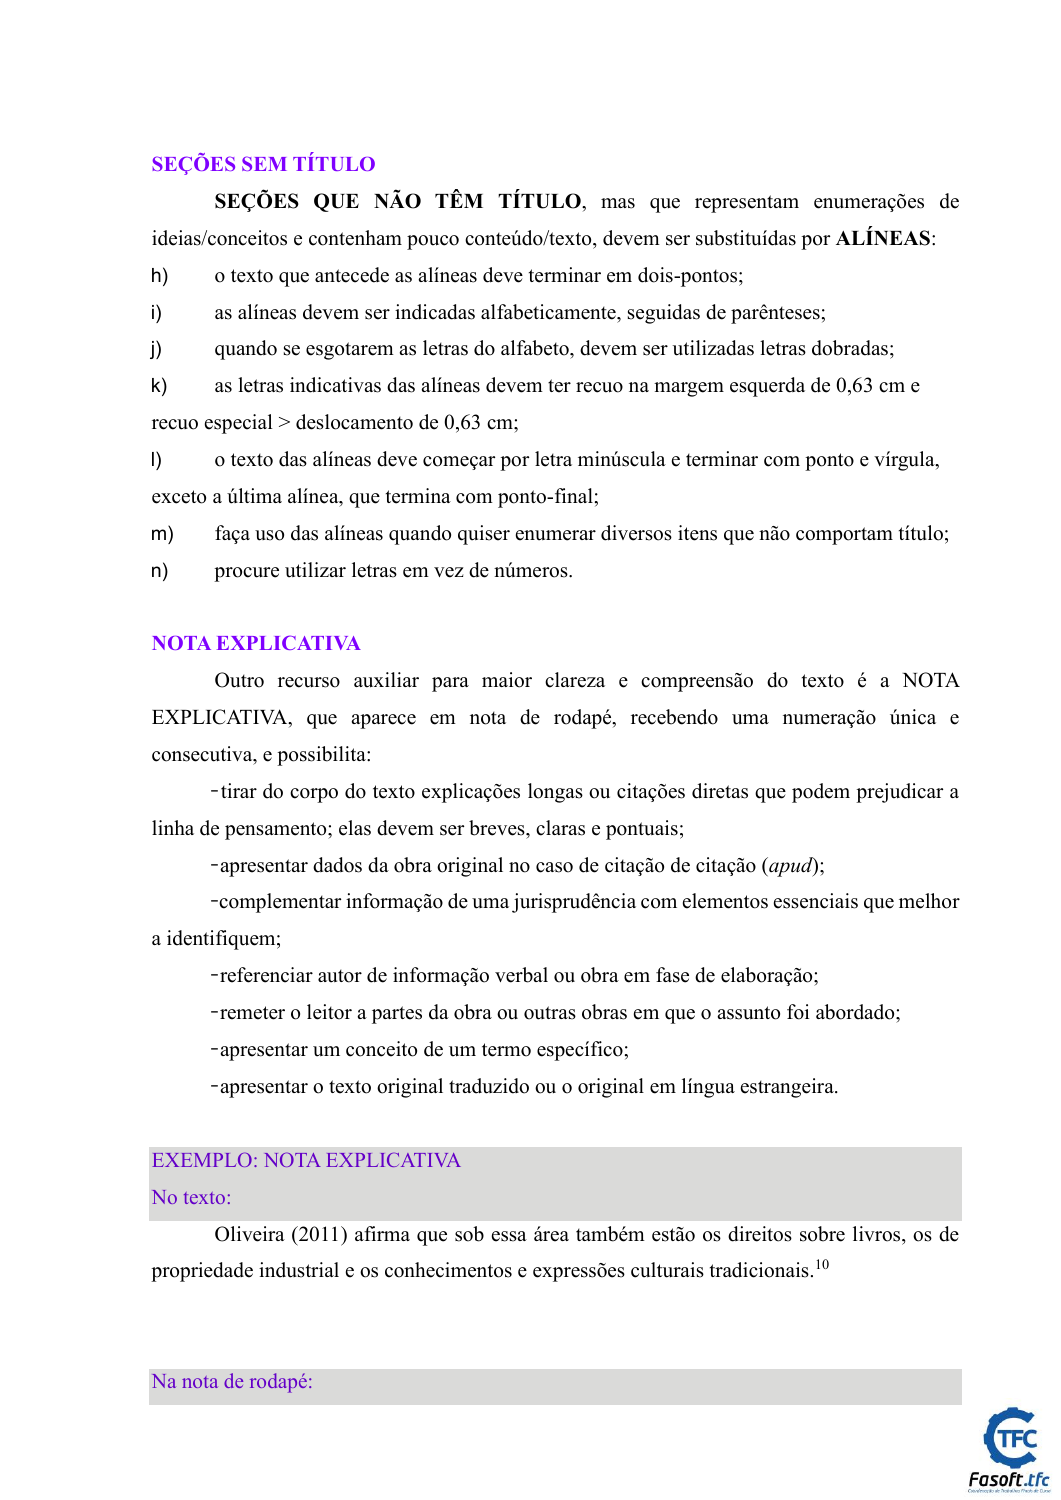 SEÇÕES SEM TÍTULO
SEÇÕES QUE NÃO TÊM TÍTULO, mas que representam enumerações de
ideias/conceitos e contenham pouco conteúdo/texto, devem ser substituídas por ALÍNEAS:
h) o texto que antecede as alíneas deve terminar em dois-pontos;
i) as alíneas devem ser indicadas alfabeticamente, seguidas de parênteses;
j) quando se esgotarem as letras do alfabeto, devem ser utilizadas letras dobradas;
k) as letras indicativas das alíneas devem ter recuo na margem esquerda de 0,63 cm e
recuo especial > deslocamento de 0,63 cm;
l) o texto das alíneas deve começar por letra minúscula e terminar com ponto e vírgula,
exceto a última alínea, que termina com ponto-final;
m) faça uso das alíneas quando quiser enumerar diversos itens que não comportam título;
n) procure utilizar letras em vez de números.
NOTA EXPLICATIVA
Outro recurso auxiliar para maior clareza e compreensão do texto é a NOTA
EXPLICATIVA, que aparece em nota de rodapé, recebendo uma numeração única e
consecutiva, e possibilita:
-tirar do corpo do texto explicações longas ou citações diretas que podem prejudicar a
linha de pensamento; elas devem ser breves, claras e pontuais;
-apresentar dados da obra original no caso de citação de citação (apud);
-complementar informação de uma jurisprudência com elementos essenciais que melhor
a identifiquem;
-referenciar autor de informação verbal ou obra em fase de elaboração;
-remeter o leitor a partes da obra ou outras obras em que o assunto foi abordado;
-apresentar um conceito de um termo específico;
-apresentar o texto original traduzido ou o original em língua estrangeira.
EXEMPLO: NOTA EXPLICATIVA
No texto:
Oliveira (2011) afirma que sob essa área também estão os direitos sobre livros, os de
propriedade industrial e os conhecimentos e expressões culturais tradicionais.10
Na nota de rodapé:
TFC
Fasoft.tfc